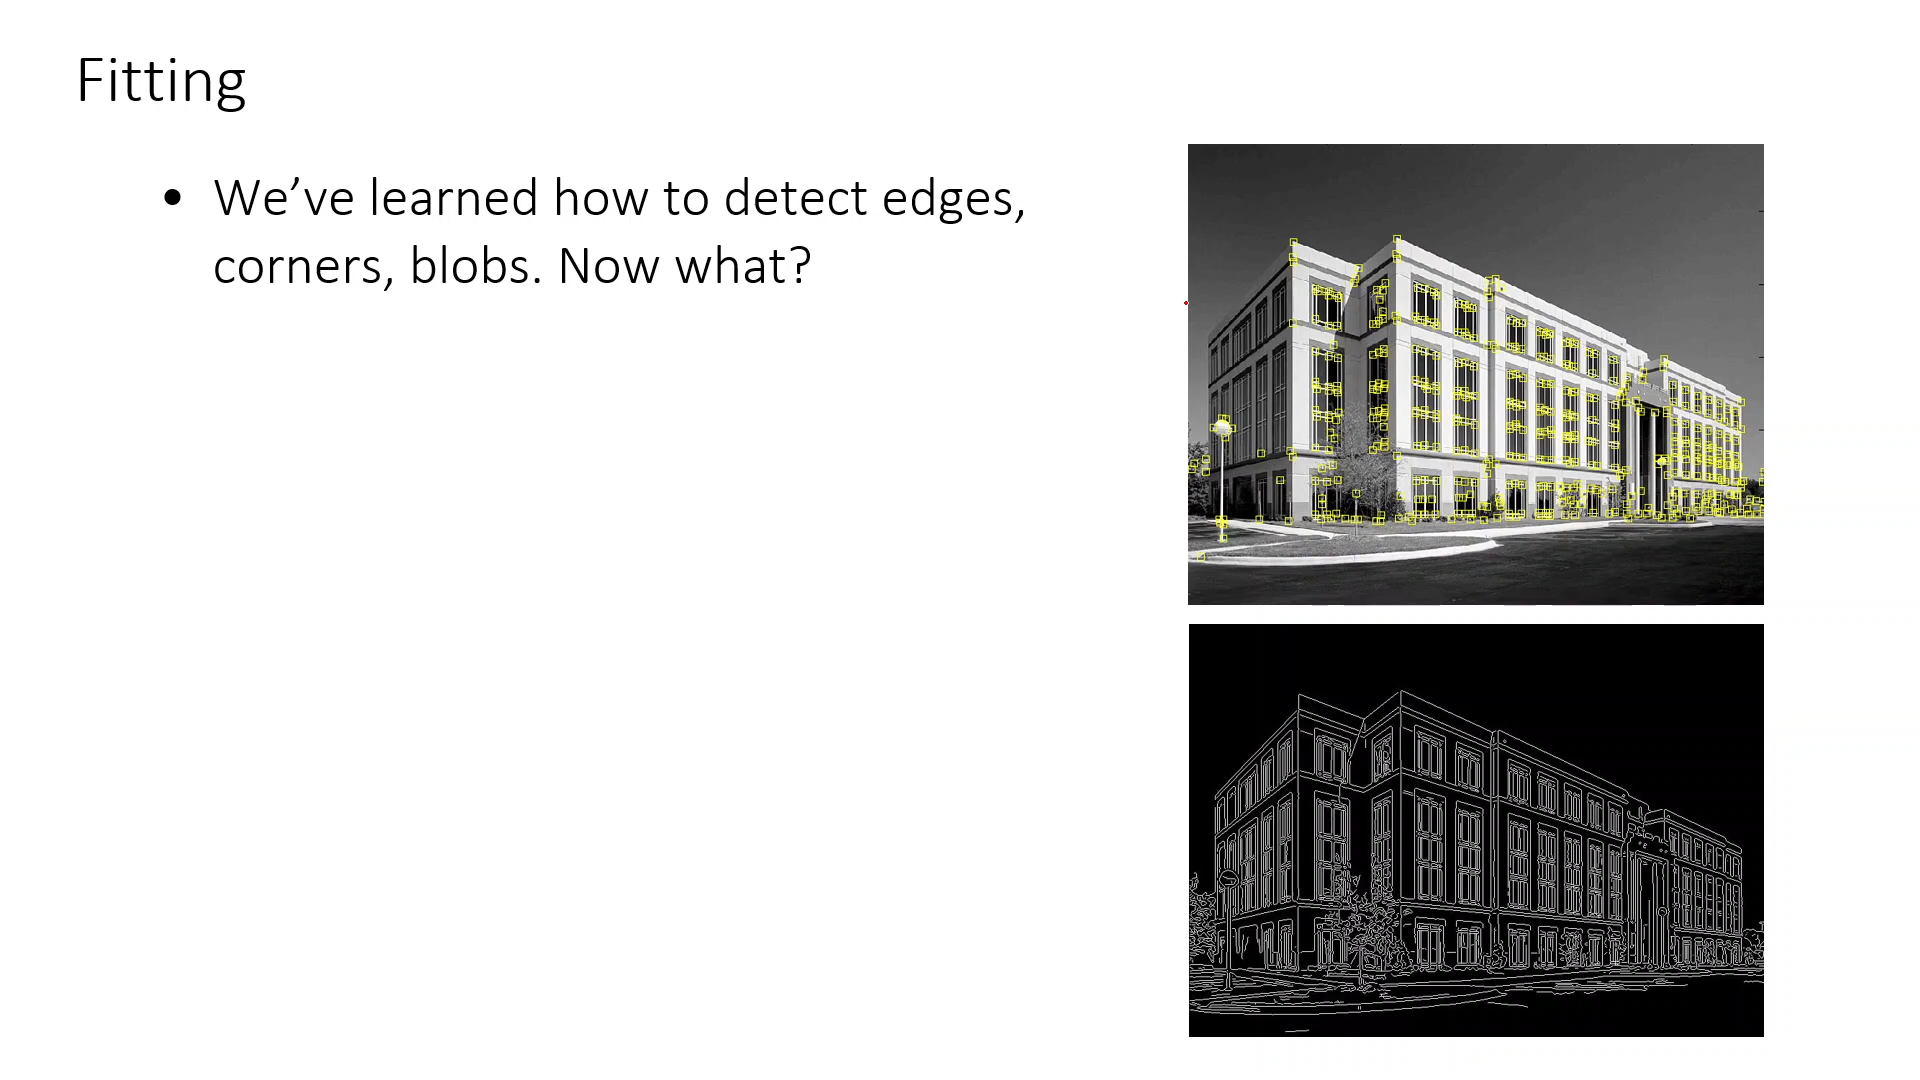 Fitting
• We’ve learned how to detect edges,
corners, blobs. Now what?